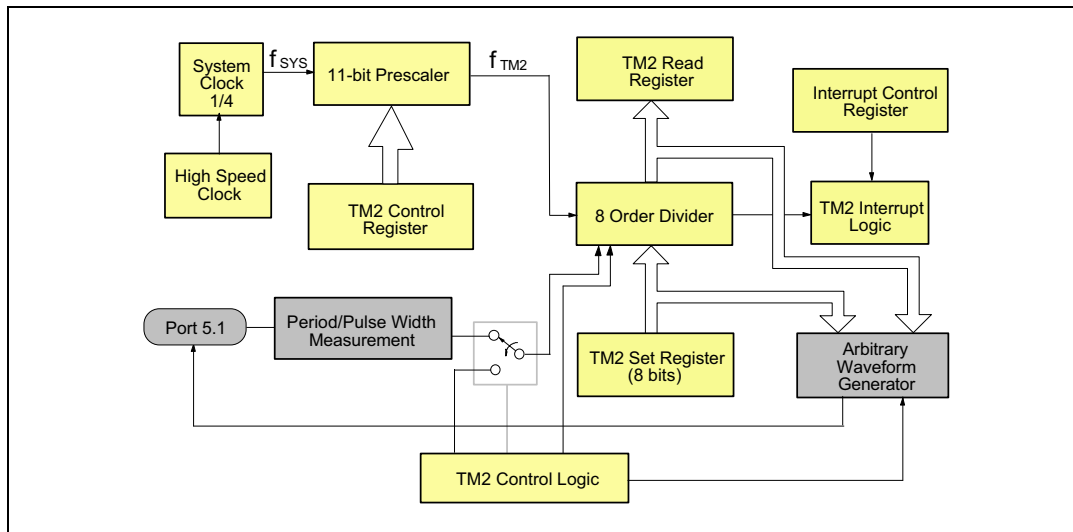 System
Clock
1/4
f SYS
11-bit Prescaler
f TM2
TM2 Read
Register
Interrupt Control
Register
High Speed
Clock
TM2 Control
Register
8 Order Divider
TM2 Interrupt
Logic
Port 5.1
Period/Pulse Width
Measurement
TM2 Set Register
(8 bits)
Arbitrary
Waveform
Generator
TM2 Control Logic